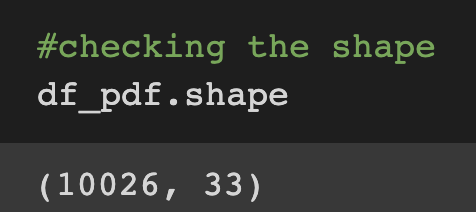 #checking the shape
df_pdf.shape
(10026, 33)